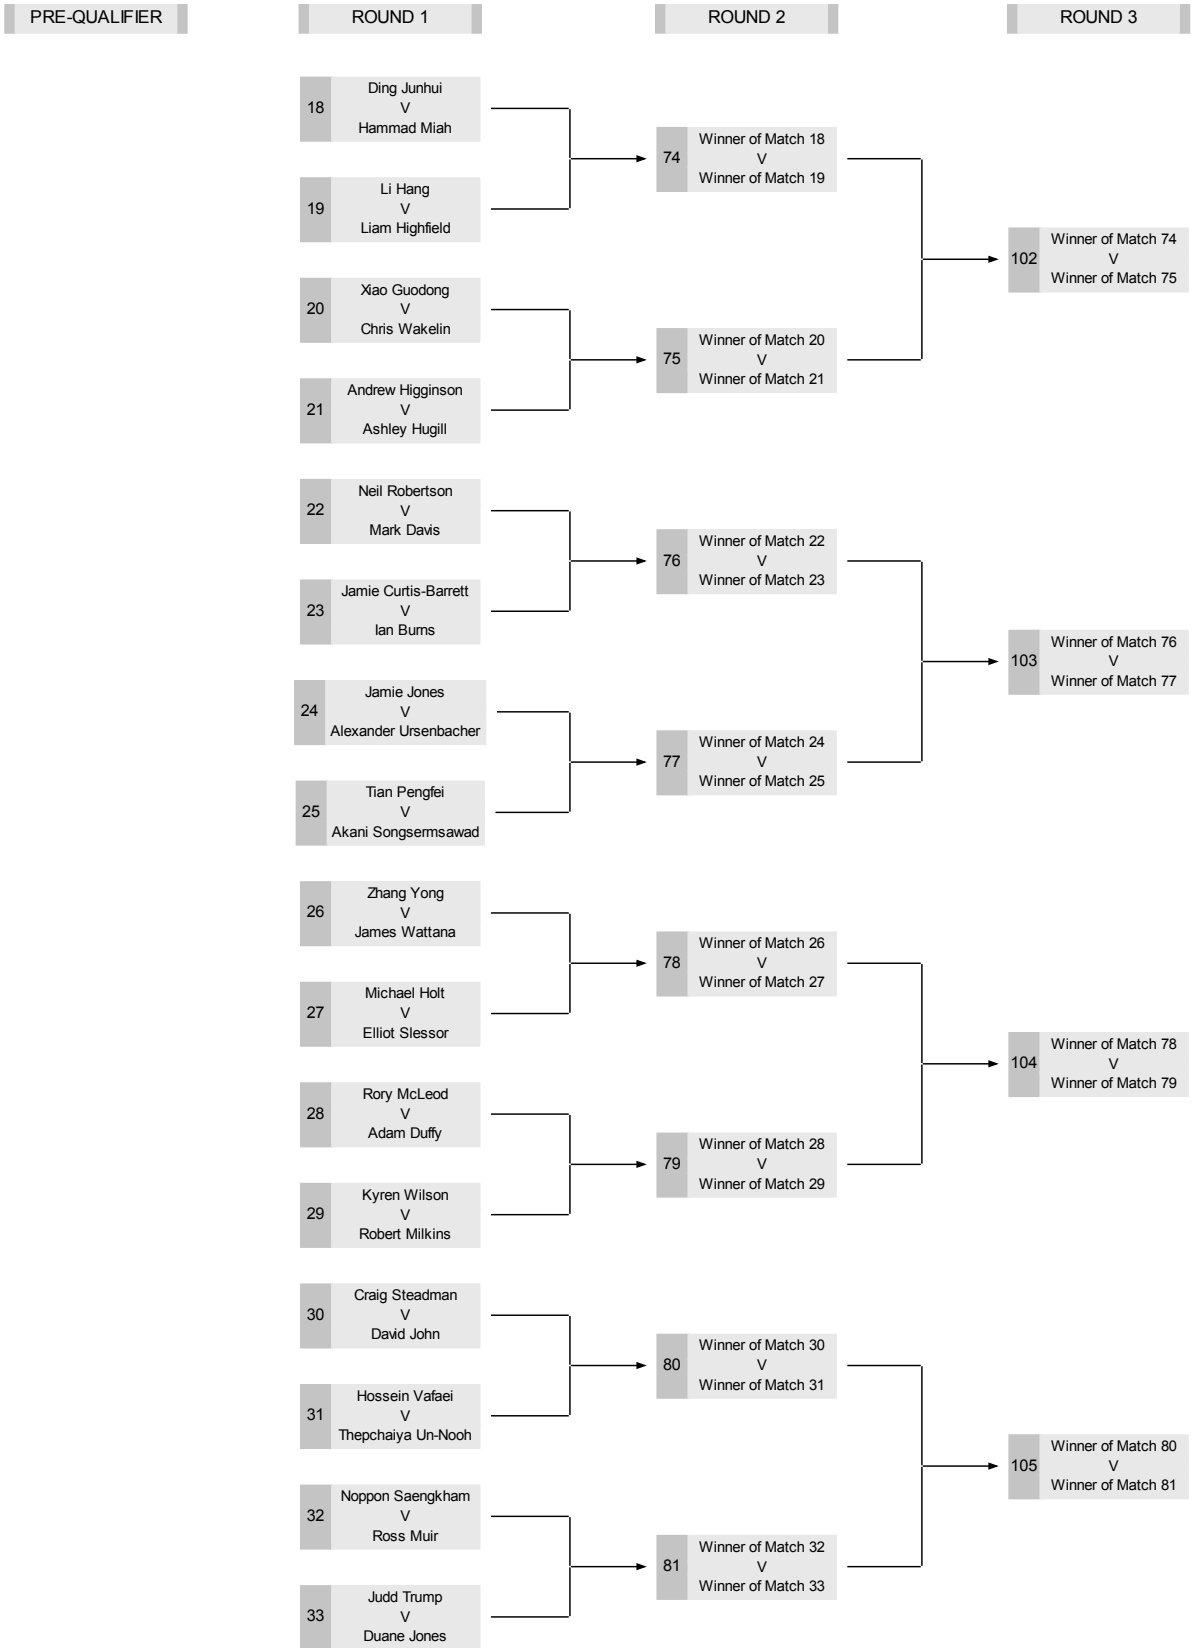 PRE-QUALIFIER
ROUND 1
ROUND 2
ROUND 3
18
Ding Junhui
V
Hammad Miah
19
Li Hang
V
Liam Highfield
20
Xiao Guodong
V
Chris Wakelin
21
Andrew Higginson
V
Ashley Hugill
22
Neil Robertson
V
Mark Davis
23
Jamie Curtis-Barrett
V
Ian Burns
24
Jamie Jones
V
Alexander Ursenbacher
25
Tian Pengfei
V
Akani Songsermsawad
26
Zhang Yong
V
James Wattana
27
Michael Holt
V
Elliot Slessor
28
Rory McLeod
V
Adam Duffy
29
Kyren Wilson
V
Robert Milkins
30
Craig Steadman
V
David John
31
Hossein Vafaei
V
Thepchaiya Un-Nooh
32
Noppon Saengkham
V
Ross Muir
33
Judd Trump
V
Duane Jones
74
Winner of Match 18
V
Winner of Match 19
75
Winner of Match 20
V
Winner of Match 21
76
Winner of Match 22
V
Winner of Match 23
77
Winner of Match 24
V
Winner of Match 25
78
Winner of Match 26
V
Winner of Match 27
79
Winner of Match 28
V
Winner of Match 29
80
Winner of Match 30
V
Winner of Match 31
81
Winner of Match 32
V
Winner of Match 33
102
Winner of Match 74
V
Winner of Match 75
103
Winner of Match 76
V
Winner of Match 77
104
Winner of Match 78
V
Winner of Match 79
105
Winner of Match 80
V
Winner of Match 81